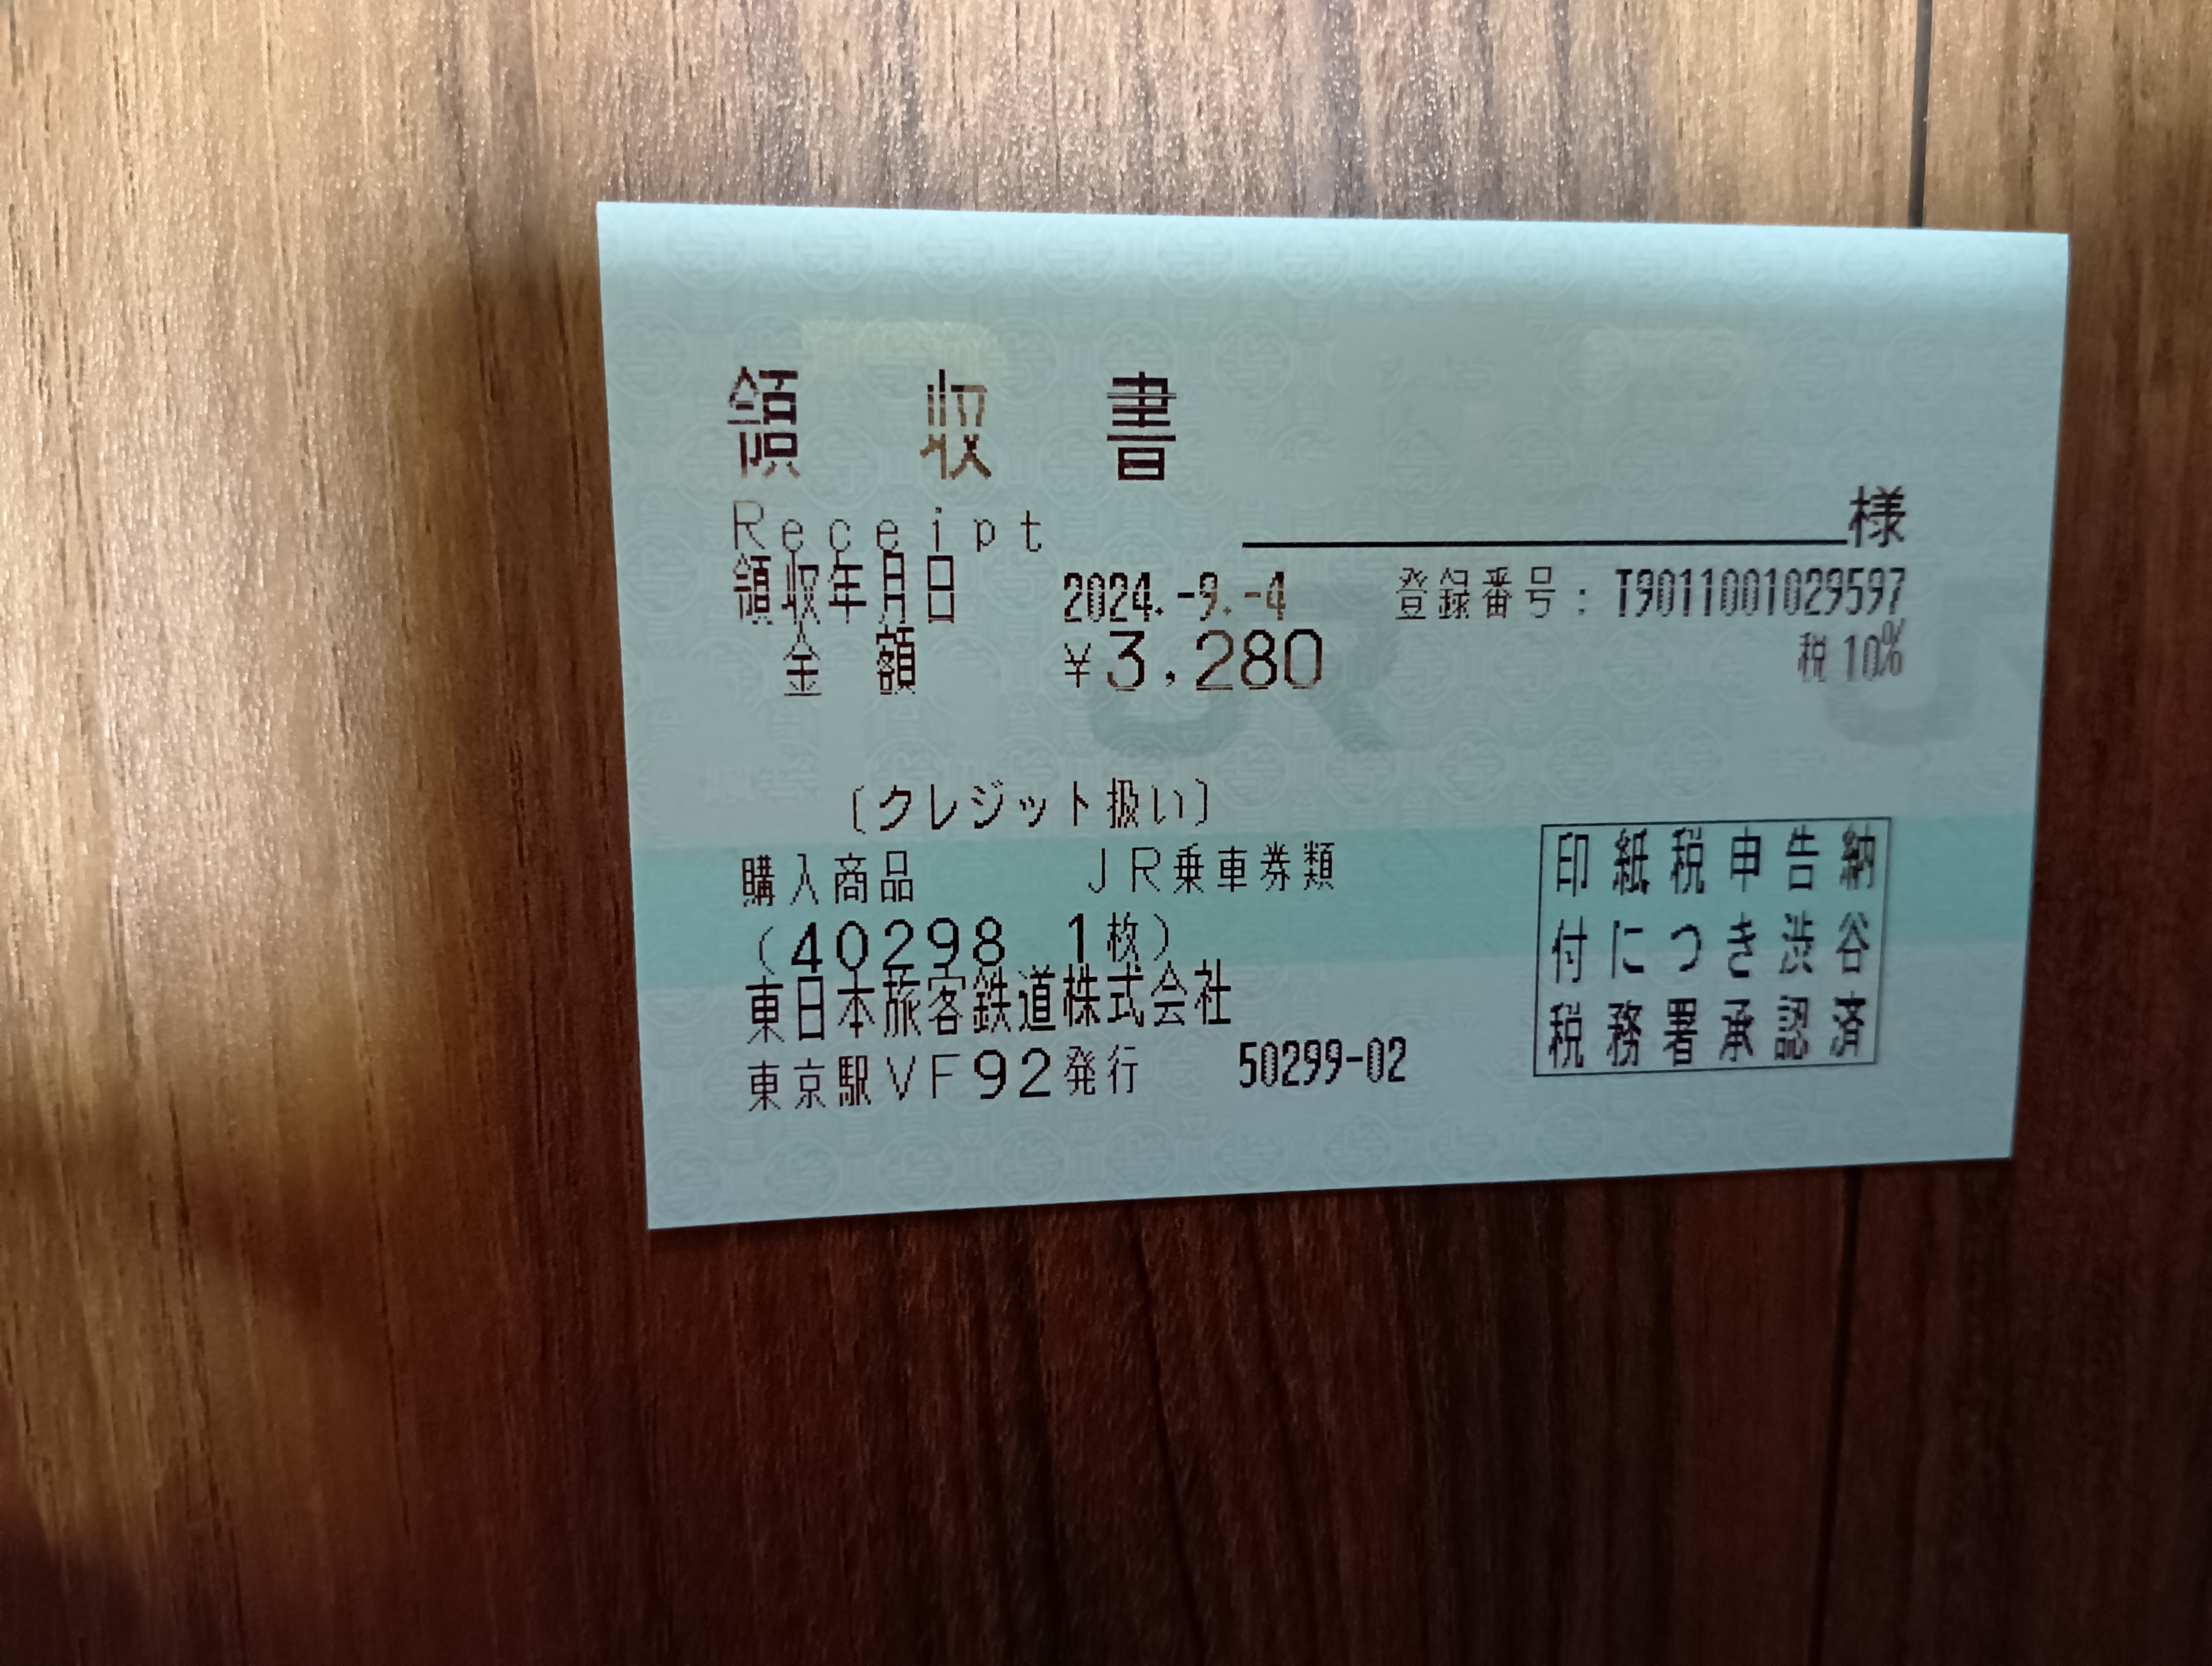 領収書
Receipt
様
領収年月日 2024.-9.-4 登録番号：T9011001029597
金額 ¥3,280 税10%
〔クレジット扱い〕
購入商品 JR乗車券類
（40298 1枚）
東日本旅客鉄道株式会社
東京駅VF92発行 50299-02
印紙税申告納
付につき渋谷
税務署承認済